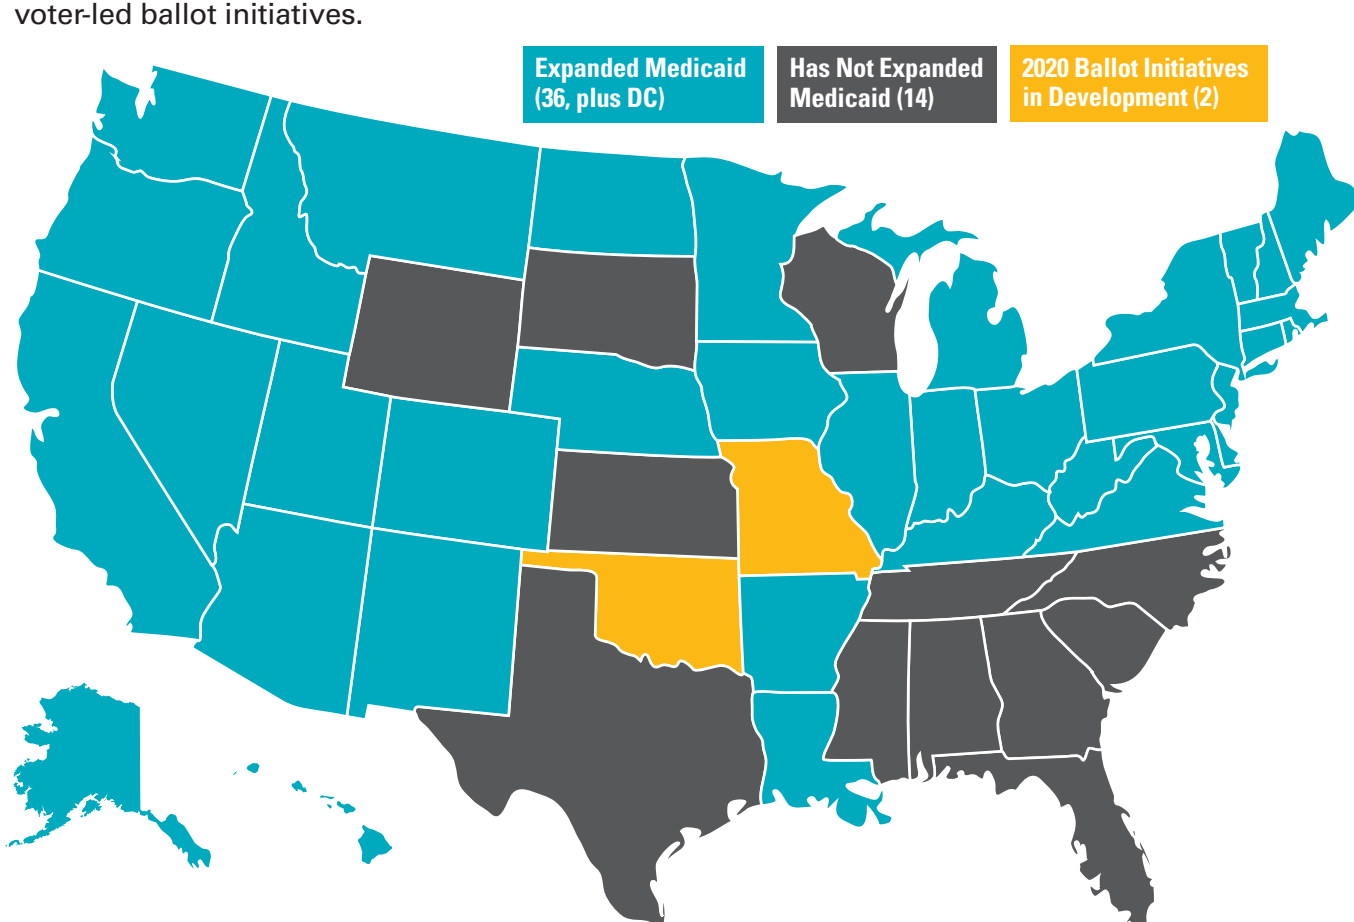 voter-led ballot initiatives.
Expanded Medicaid
(36, plus DC)
Has Not Expanded
Medicaid (14)
2020 Ballot Initiatives
in Development (2)